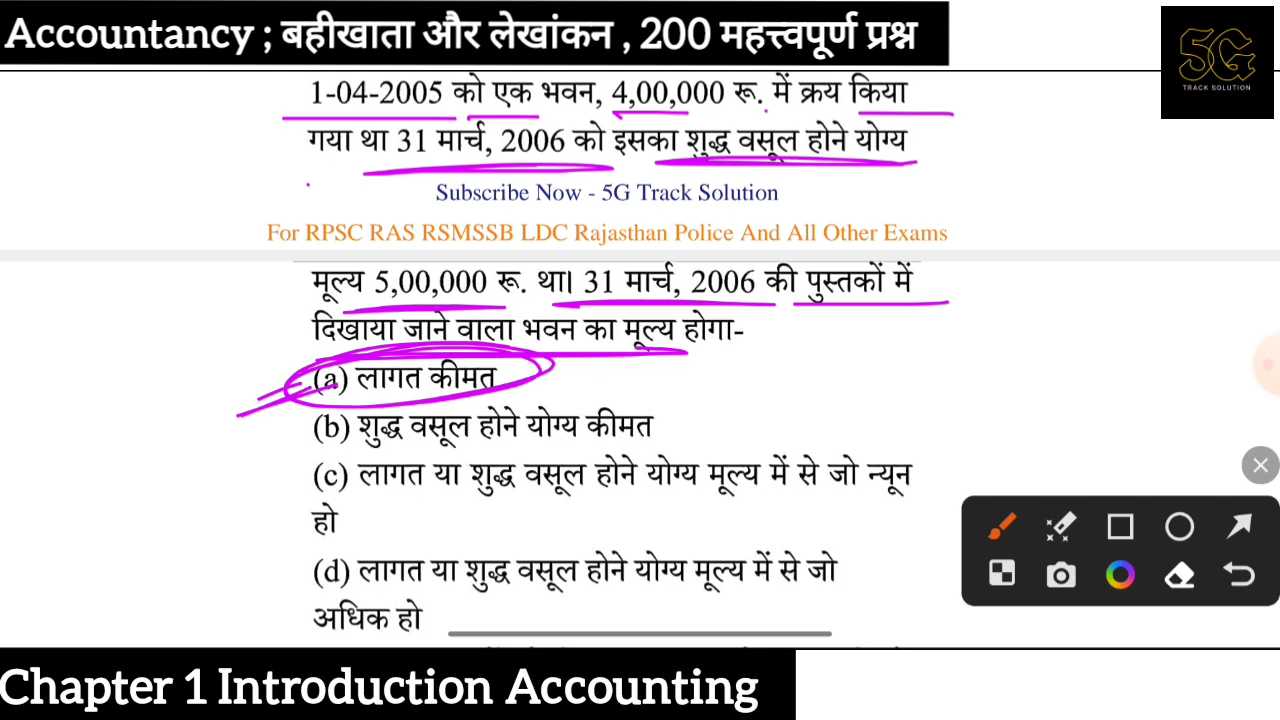 Accountancy ; बहीखाता और लेखांकन , 200 महत्त्वपूर्ण प्रश्न
5G
TRACK SOLUTION
1-04-2005 को एक भवन, 4,00,000 रू. में क्रय किया
गया था 31 मार्च, 2006 को इसका शुद्ध वसूल होने योग्य
Subscribe Now - 5G Track Solution
For RPSC RAS RSMSSB LDC Rajasthan Police And All Other Exams
मूल्य 5,00,000 रू. था। 31 मार्च, 2006 की पुस्तकों में
दिखाया जाने वाला भवन का मूल्य होगा-
(a) लागत कीमत
(b) शुद्ध वसूल होने योग्य कीमत
(c) लागत या शुद्ध वसूल होने योग्य मूल्य में से जो न्यून
हो
(d) लागत या शुद्ध वसूल होने योग्य मूल्य में से जो
अधिक हो
Chapter 1 Introduction Accounting